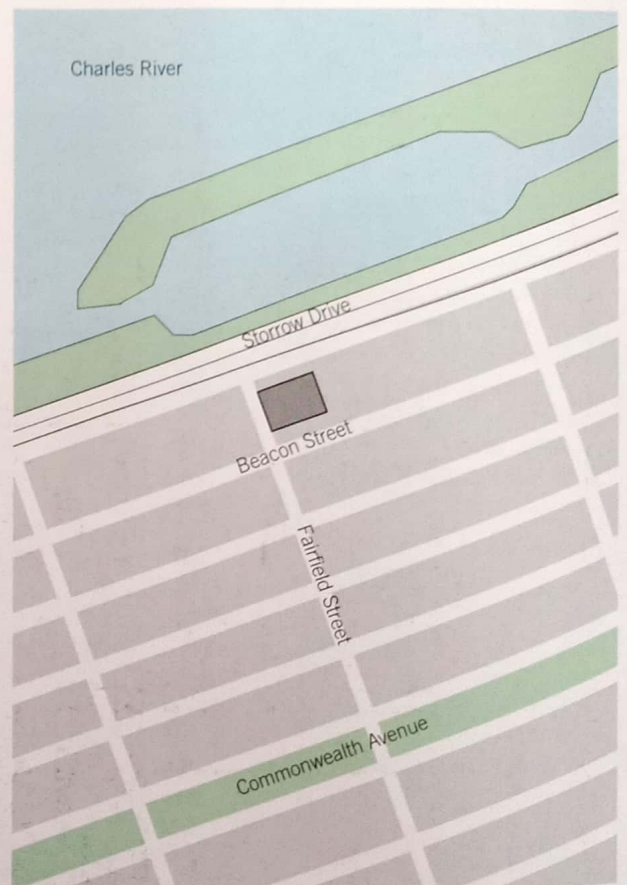 Charles River
Storrow Drive
Beacon Street
Fairfield Street
Commonwealth Avenue